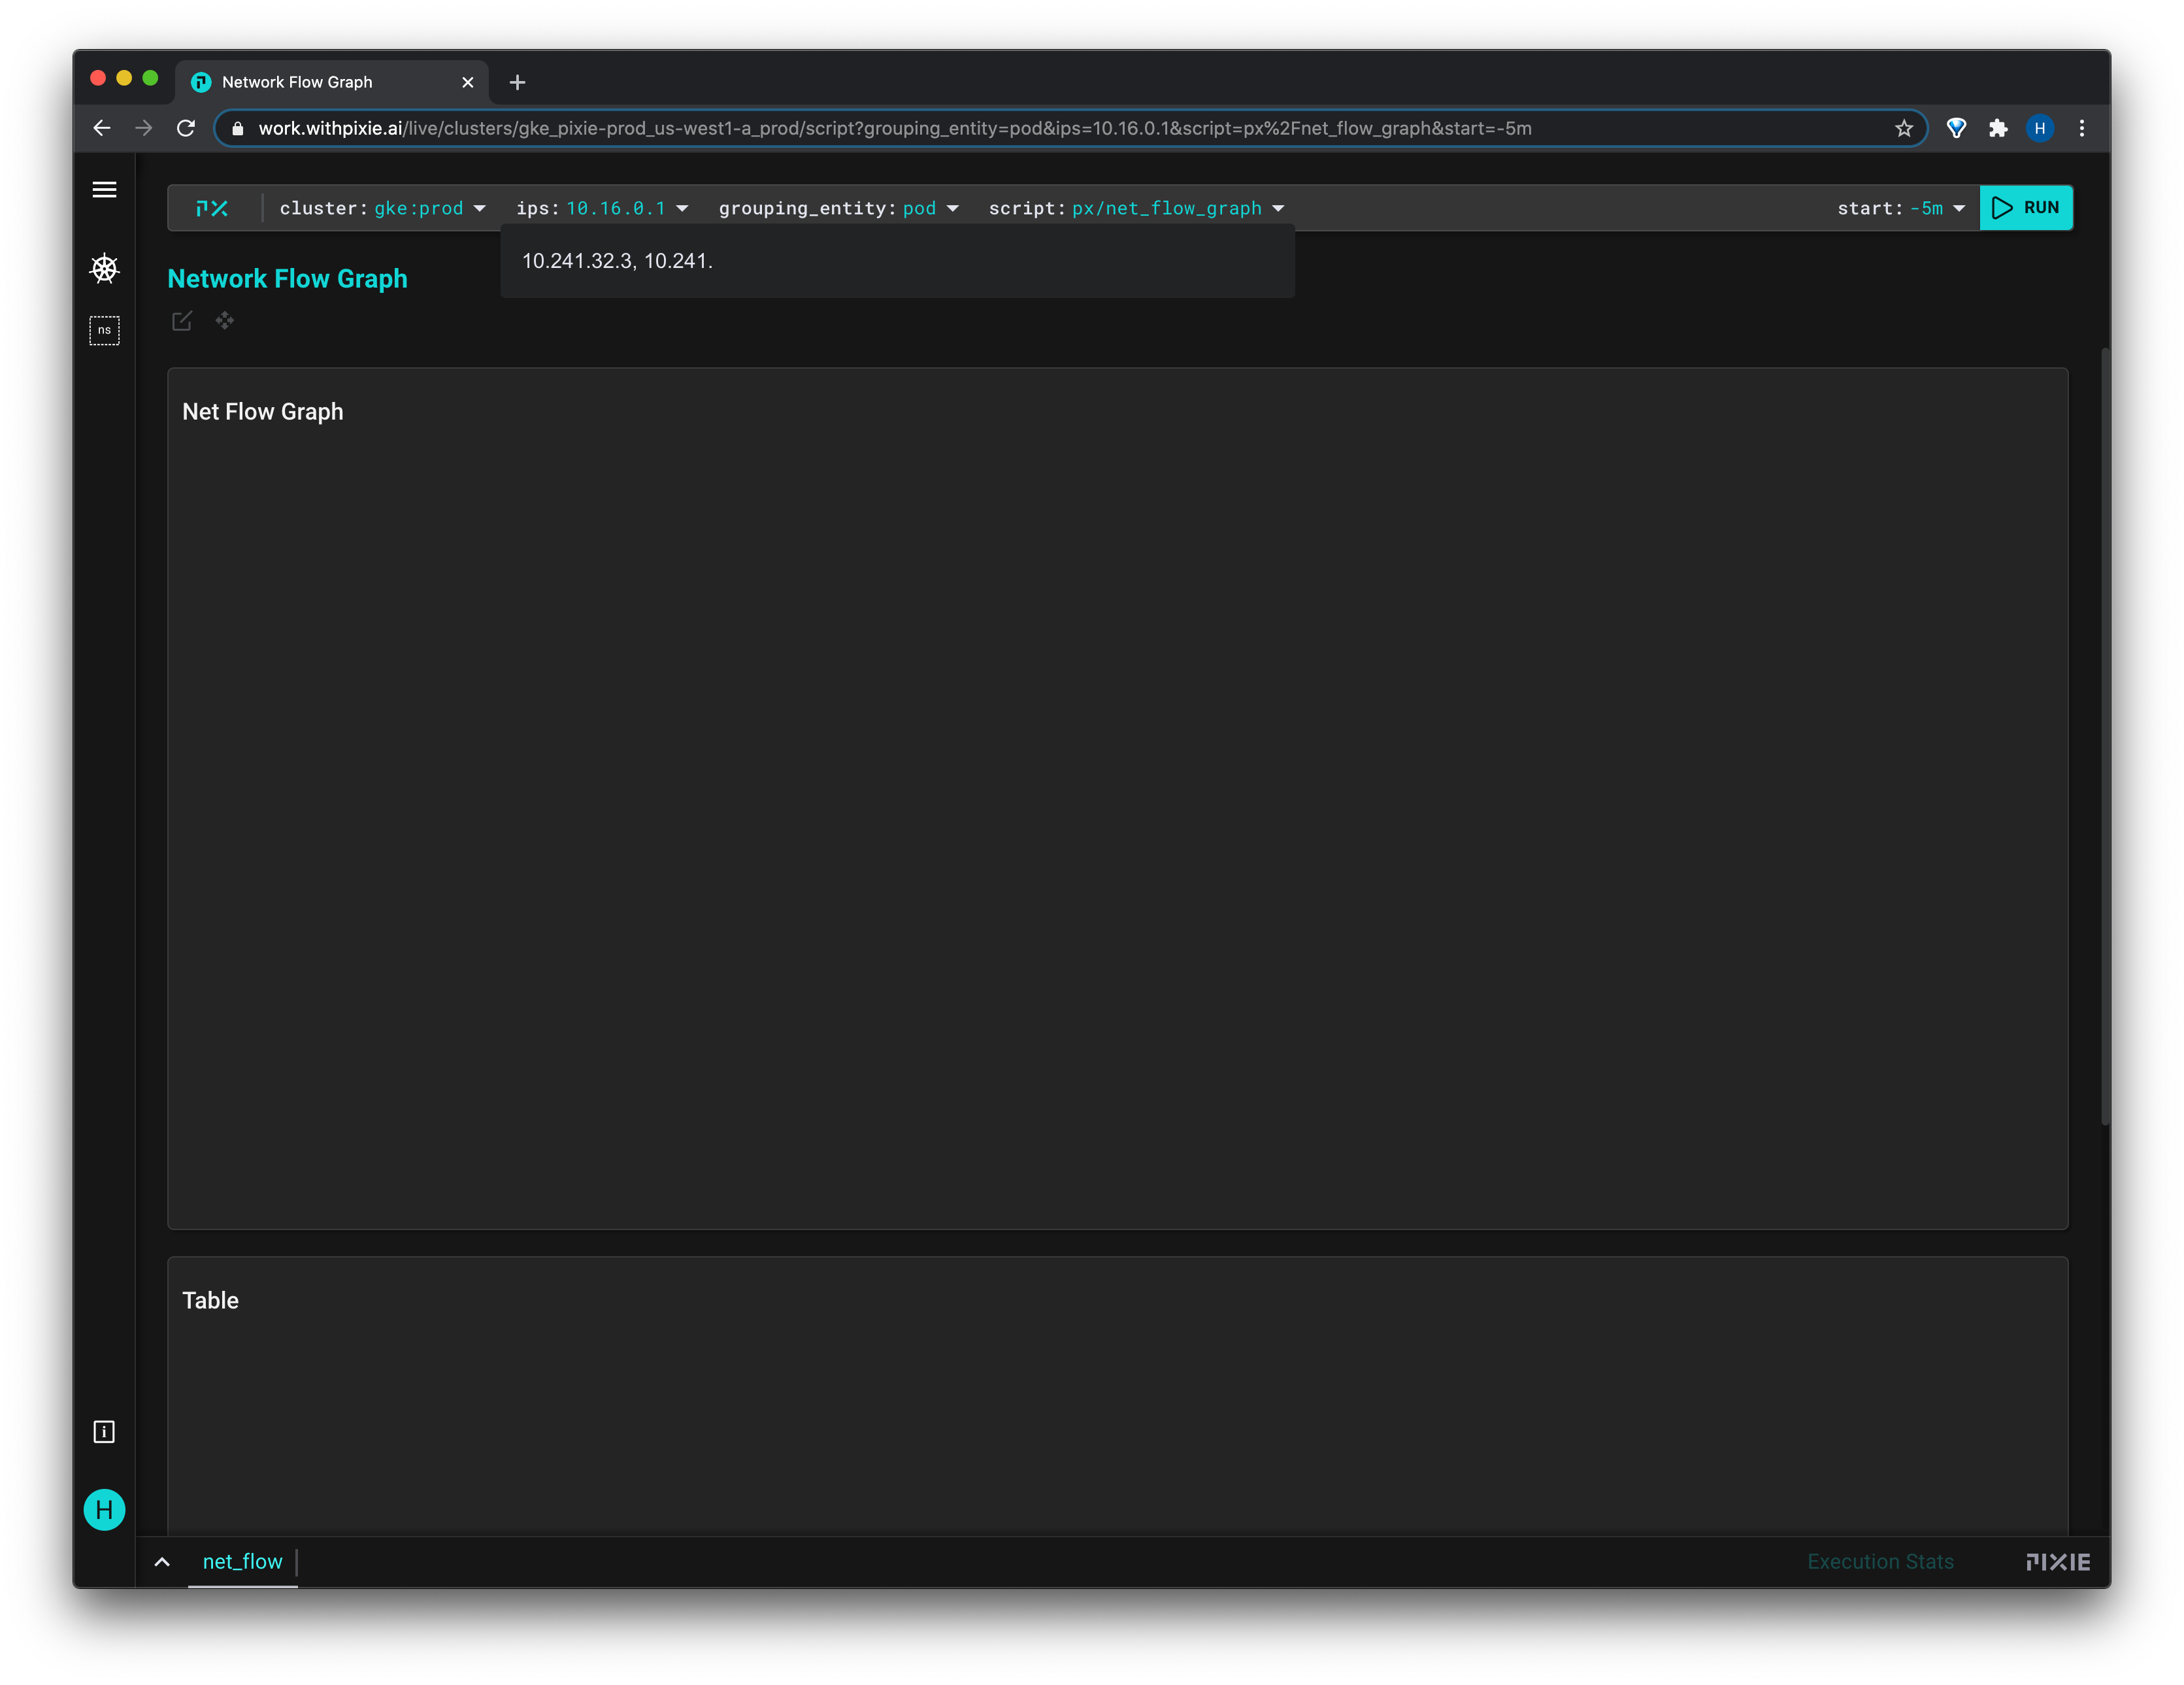 Network Flow Graph
work.withpixie.ai/live/clusters/gke_pixie-prod_us-west1-a_prod/script?grouping_entity=pod&ips=10.16.0.1&script=px%2Fnet_flow_graph&start=-5m
H
cluster: gke:prod ips: 10.16.0.1 grouping_entity: pod script: px/net_flow_graph start: -5m RUN
10.241.32.3, 10.241.
Network Flow Graph
ns
Net Flow Graph
Table
i
H
net_flow Execution Stats PIXIE